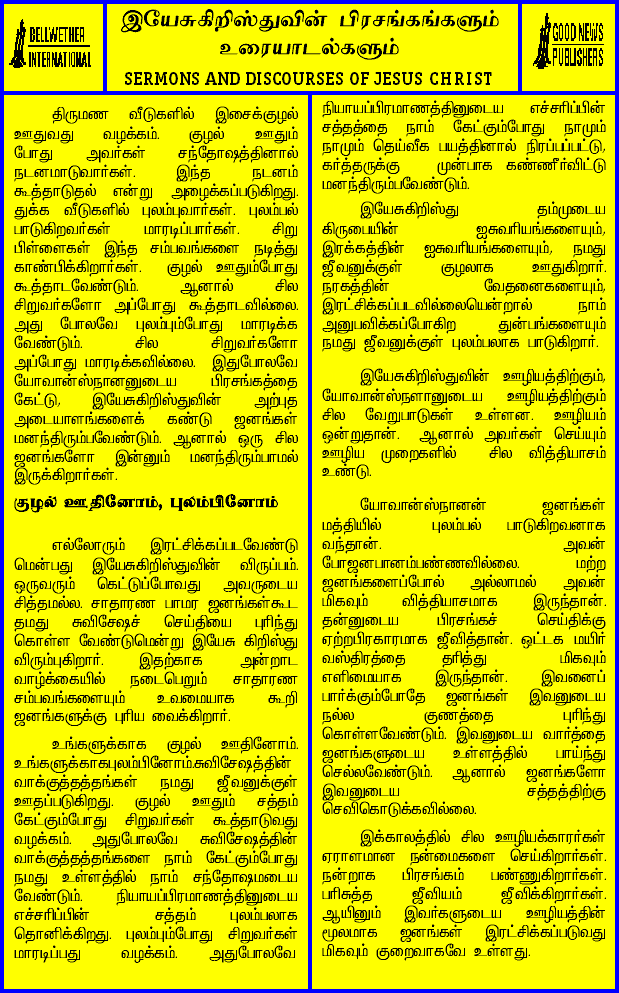 BELLWETHER
INTERNATIONAL
இயேசுகிறிஸ்துவின் பிரசங்கங்களும்
உரையாடல்களும்
SERMONS AND DISCOURSES OF JESUS CHRIST
GOOD NEWS
PUBLISHERS
திருமண வீடுகளில் இசைக்குழல்
ஊதுவது வழக்கம். குழல் ஊதும்
போது அவர்கள் சந்தோஷத்தினால்
நடனமாடுவார்கள். இந்த நடனம்
கூத்தாடுதல் என்று அழைக்கப்படுகிறது.
துக்க வீடுகளில் புலம்புவார்கள். புலம்பல்
பாடுகிறவர்கள் மாரடிப்பார்கள். சிறு
பிள்ளைகள் இந்த சம்பவங்களை நடித்து
காண்பிக்கிறார்கள். குழல் ஊதும்போது
கூத்தாடவேண்டும். ஆனால் சில
சிறுவர்களோ அப்போது கூத்தாடவில்லை.
அது போலவே புலம்பும்போது மாரடிக்க
வேண்டும். சில சிறுவர்களோ
அப்போது மாரடிக்கவில்லை. இதுபோலவே
யோவான்ஸ்நானனுடைய பிரசங்கத்தை
கேட்டு, இயேசுகிறிஸ்துவின் அற்புத
அடையாளங்களைக் கண்டு ஜனங்கள்
மனந்திரும்பவேண்டும். ஆனால் ஒரு சில
ஜனங்களோ இன்னும் மனந்திரும்பாமல்
இருக்கிறார்கள்.
குழல் ஊதினோம், புலம்பினோம்
எல்லோரும் இரட்சிக்கப்படவேண்டு
மென்பது இயேசுகிறிஸ்துவின் விருப்பம்.
ஒருவரும் கெட்டுப்போவது அவருடைய
சித்தமல்ல. சாதாரண பாமர ஜனங்கள்கூட
தமது சுவிசேஷச் செய்தியை புரிந்து
கொள்ள வேண்டுமென்று இயேசு கிறிஸ்து
விரும்புகிறார். இதற்காக அன்றாட
வாழ்க்கையில் நடைபெறும் சாதாரண
சம்பவங்களையும் உவமையாக கூறி
ஜனங்களுக்கு புரிய வைக்கிறார்.
உங்களுக்காக குழல் ஊதினோம்.
உங்களுக்காகபுலம்பினோம்.சுவிசேஷத்தின்
வாக்குத்தத்தங்கள் நமது ஜீவனுக்குள்
ஊதப்படுகிறது. குழல் ஊதும் சத்தம்
கேட்கும்போது சிறுவர்கள் கூத்தாடுவது
வழக்கம். அதுபோலவே சுவிசேஷத்தின்
வாக்குத்தத்தங்களை நாம் கேட்கும்போது
நமது உள்ளத்தில் நாம் சந்தோஷமடைய
வேண்டும். நியாயப்பிரமாணத்தினுடைய
எச்சரிப்பின் சத்தம் புலம்பலாக
தொனிக்கிறது. புலம்பும்போது சிறுவர்கள்
மாரடிப்பது வழக்கம். அதுபோலவே
நியாயப்பிரமாணத்தினுடைய எச்சரிப்பின்
சத்தத்தை நாம் கேட்கும்போது நாமும்
நாமும் தெய்வீக பயத்தினால் நிரப்பப்பட்டு,
கர்த்தருக்கு முன்பாக கண்ணீர்விட்டு
மனந்திரும்பவேண்டும்.
இயேசுகிறிஸ்து தம்முடைய
கிருபையின் ஐசுவரியங்களையும்,
இரக்கத்தின் ஐசுவரியங்களையும், நமது
ஜீவனுக்குள் குழலாக ஊதுகிறார்.
நரகத்தின் வேதனைகளையும்,
இரட்சிக்கப்படவில்லையென்றால் நாம்
அனுபவிக்கப்போகிற துன்பங்களையும்
நமது ஜீவனுக்குள் புலம்பலாக பாடுகிறார்.
இயேசுகிறிஸ்துவின் ஊழியத்திற்கும்,
யோவான்ஸ்நளானுடைய ஊழியத்திற்கும்
சில வேறுபாடுகள் உள்ளன. ஊழியம்
ஒன்றுதான். ஆனால் அவர்கள் செய்யும்
ஊழிய முறைகளில் சில வித்தியாசம்
உண்டு.
யோவான்ஸ்நானன் ஜனங்கள்
மத்தியில் புலம்பல் பாடுகிறவனாக
வந்தான். அவன்
போஜனபானம்பண்ணவில்லை. மற்ற
ஜனங்களைப்போல் அல்லாமல் அவன்
மிகவும் வித்தியாசமாக இருந்தான்.
தன்னுடைய பிரசங்கச் செய்திக்கு
ஏற்றபிரகாரமாக ஜீவித்தான். ஒட்டக மயிர்
வஸ்திரத்தை தரித்து மிகவும்
எளிமையாக இருந்தான். இவனைப்
பார்க்கும்போதே ஜனங்கள் இவனுடைய
நல்ல குணத்தை புரிந்து
கொள்ளவேண்டும். இவனுடைய வார்த்தை
ஜனங்களுடைய உள்ளத்தில் பாய்ந்து
செல்லவேண்டும். ஆனால் ஜனங்களோ
இவனுடைய சத்தத்திற்கு
செவிகொடுக்கவில்லை.
இக்காலத்தில் சில ஊழியக்காரர்கள்
ஏராளமான நன்மைகளை செய்கிறார்கள்.
நன்றாக பிரசங்கம் பண்ணுகிறார்கள்.
பரிசுத்த ஜீவியம் ஜீவிக்கிறார்கள்.
ஆயினும் இவர்களுடைய ஊழியத்தின்
மூலமாக ஜனங்கள் இரட்சிக்கப்படுவது
மிகவும் குறைவாகவே உள்ளது.